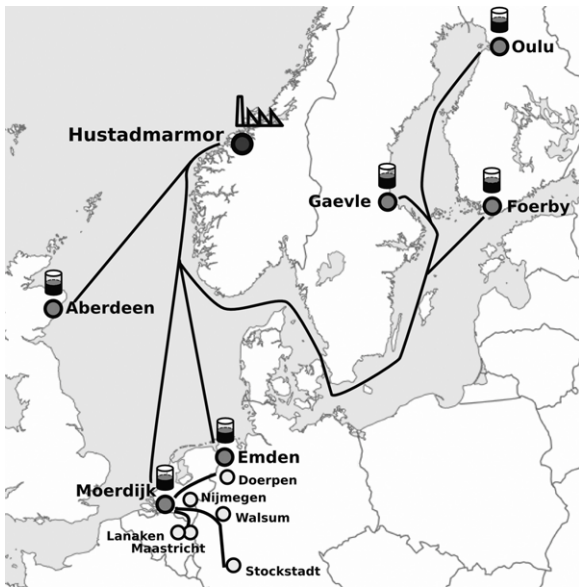 Oulu
Hustadmarmor
Gaevle
Foerby
Aberdeen
Emden
Doerpen
Moerdijk
Nijmegen
Walsum
Lanaken
Maastricht
Stockstadt